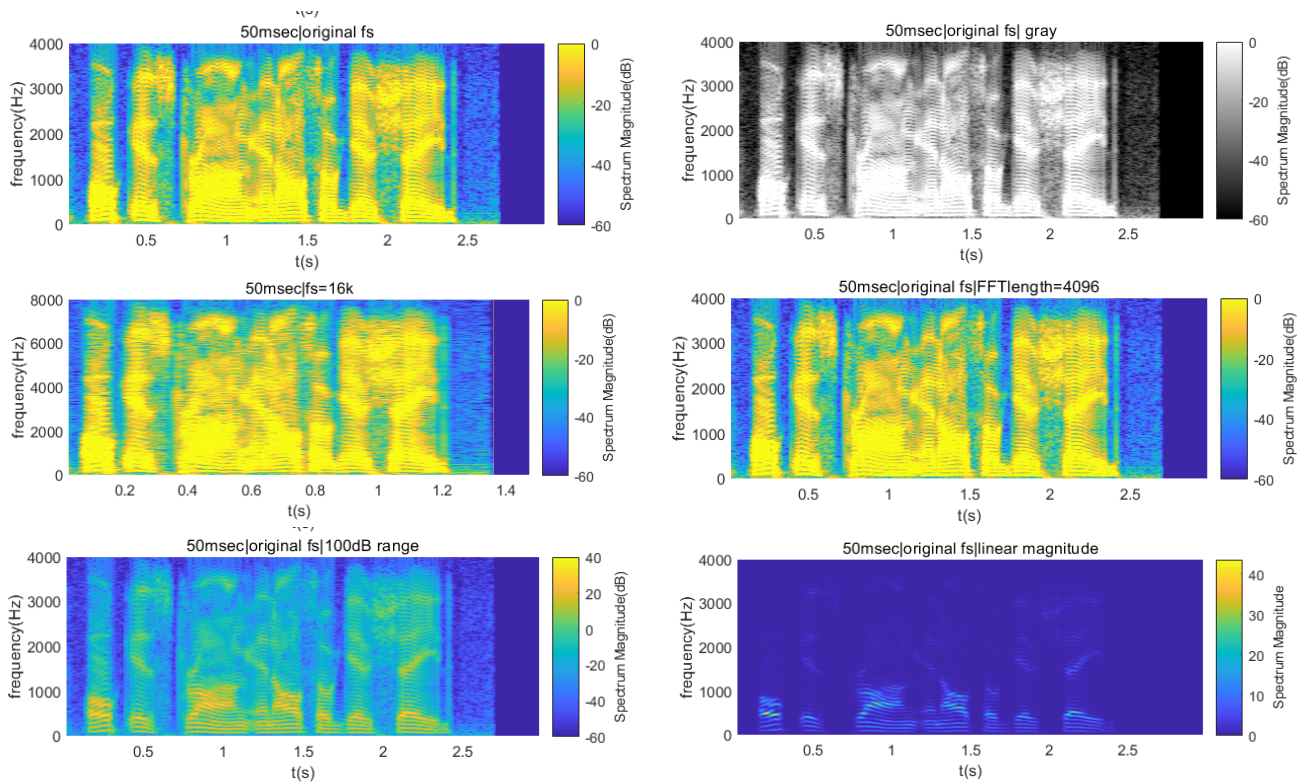 t(s)
50msec|original fs
4000
3000
2000
1000
0
frequency(Hz)
0.5 1 1.5 2 2.5
t(s)
0
-20
-40
-60
Spectrum Magnitude(dB)
50msec|original fs| gray
4000
3000
2000
1000
0
frequency(Hz)
0.5 1 1.5 2 2.5
t(s)
0
-20
-40
-60
Spectrum Magnitude(dB)
50msec|fs=16k
8000
6000
4000
2000
0
frequency(Hz)
0.2 0.4 0.6 0.8 1 1.2 1.4
t(s)
0
-20
-40
-60
Spectrum Magnitude(dB)
50msec|original fs|FFTlength=4096
4000
3000
2000
1000
0
frequency(Hz)
0.5 1 1.5 2 2.5
t(s)
0
-20
-40
-60
Spectrum Magnitude(dB)
t(s)
50msec|original fs|100dB range
4000
3000
2000
1000
0
frequency(Hz)
0.5 1 1.5 2 2.5
t(s)
40
20
0
-20
-40
-60
Spectrum Magnitude(dB)
50msec|original fs|linear magnitude
4000
3000
2000
1000
0
frequency(Hz)
0.5 1 1.5 2 2.5
t(s)
40
30
20
10
0
Spectrum Magnitude